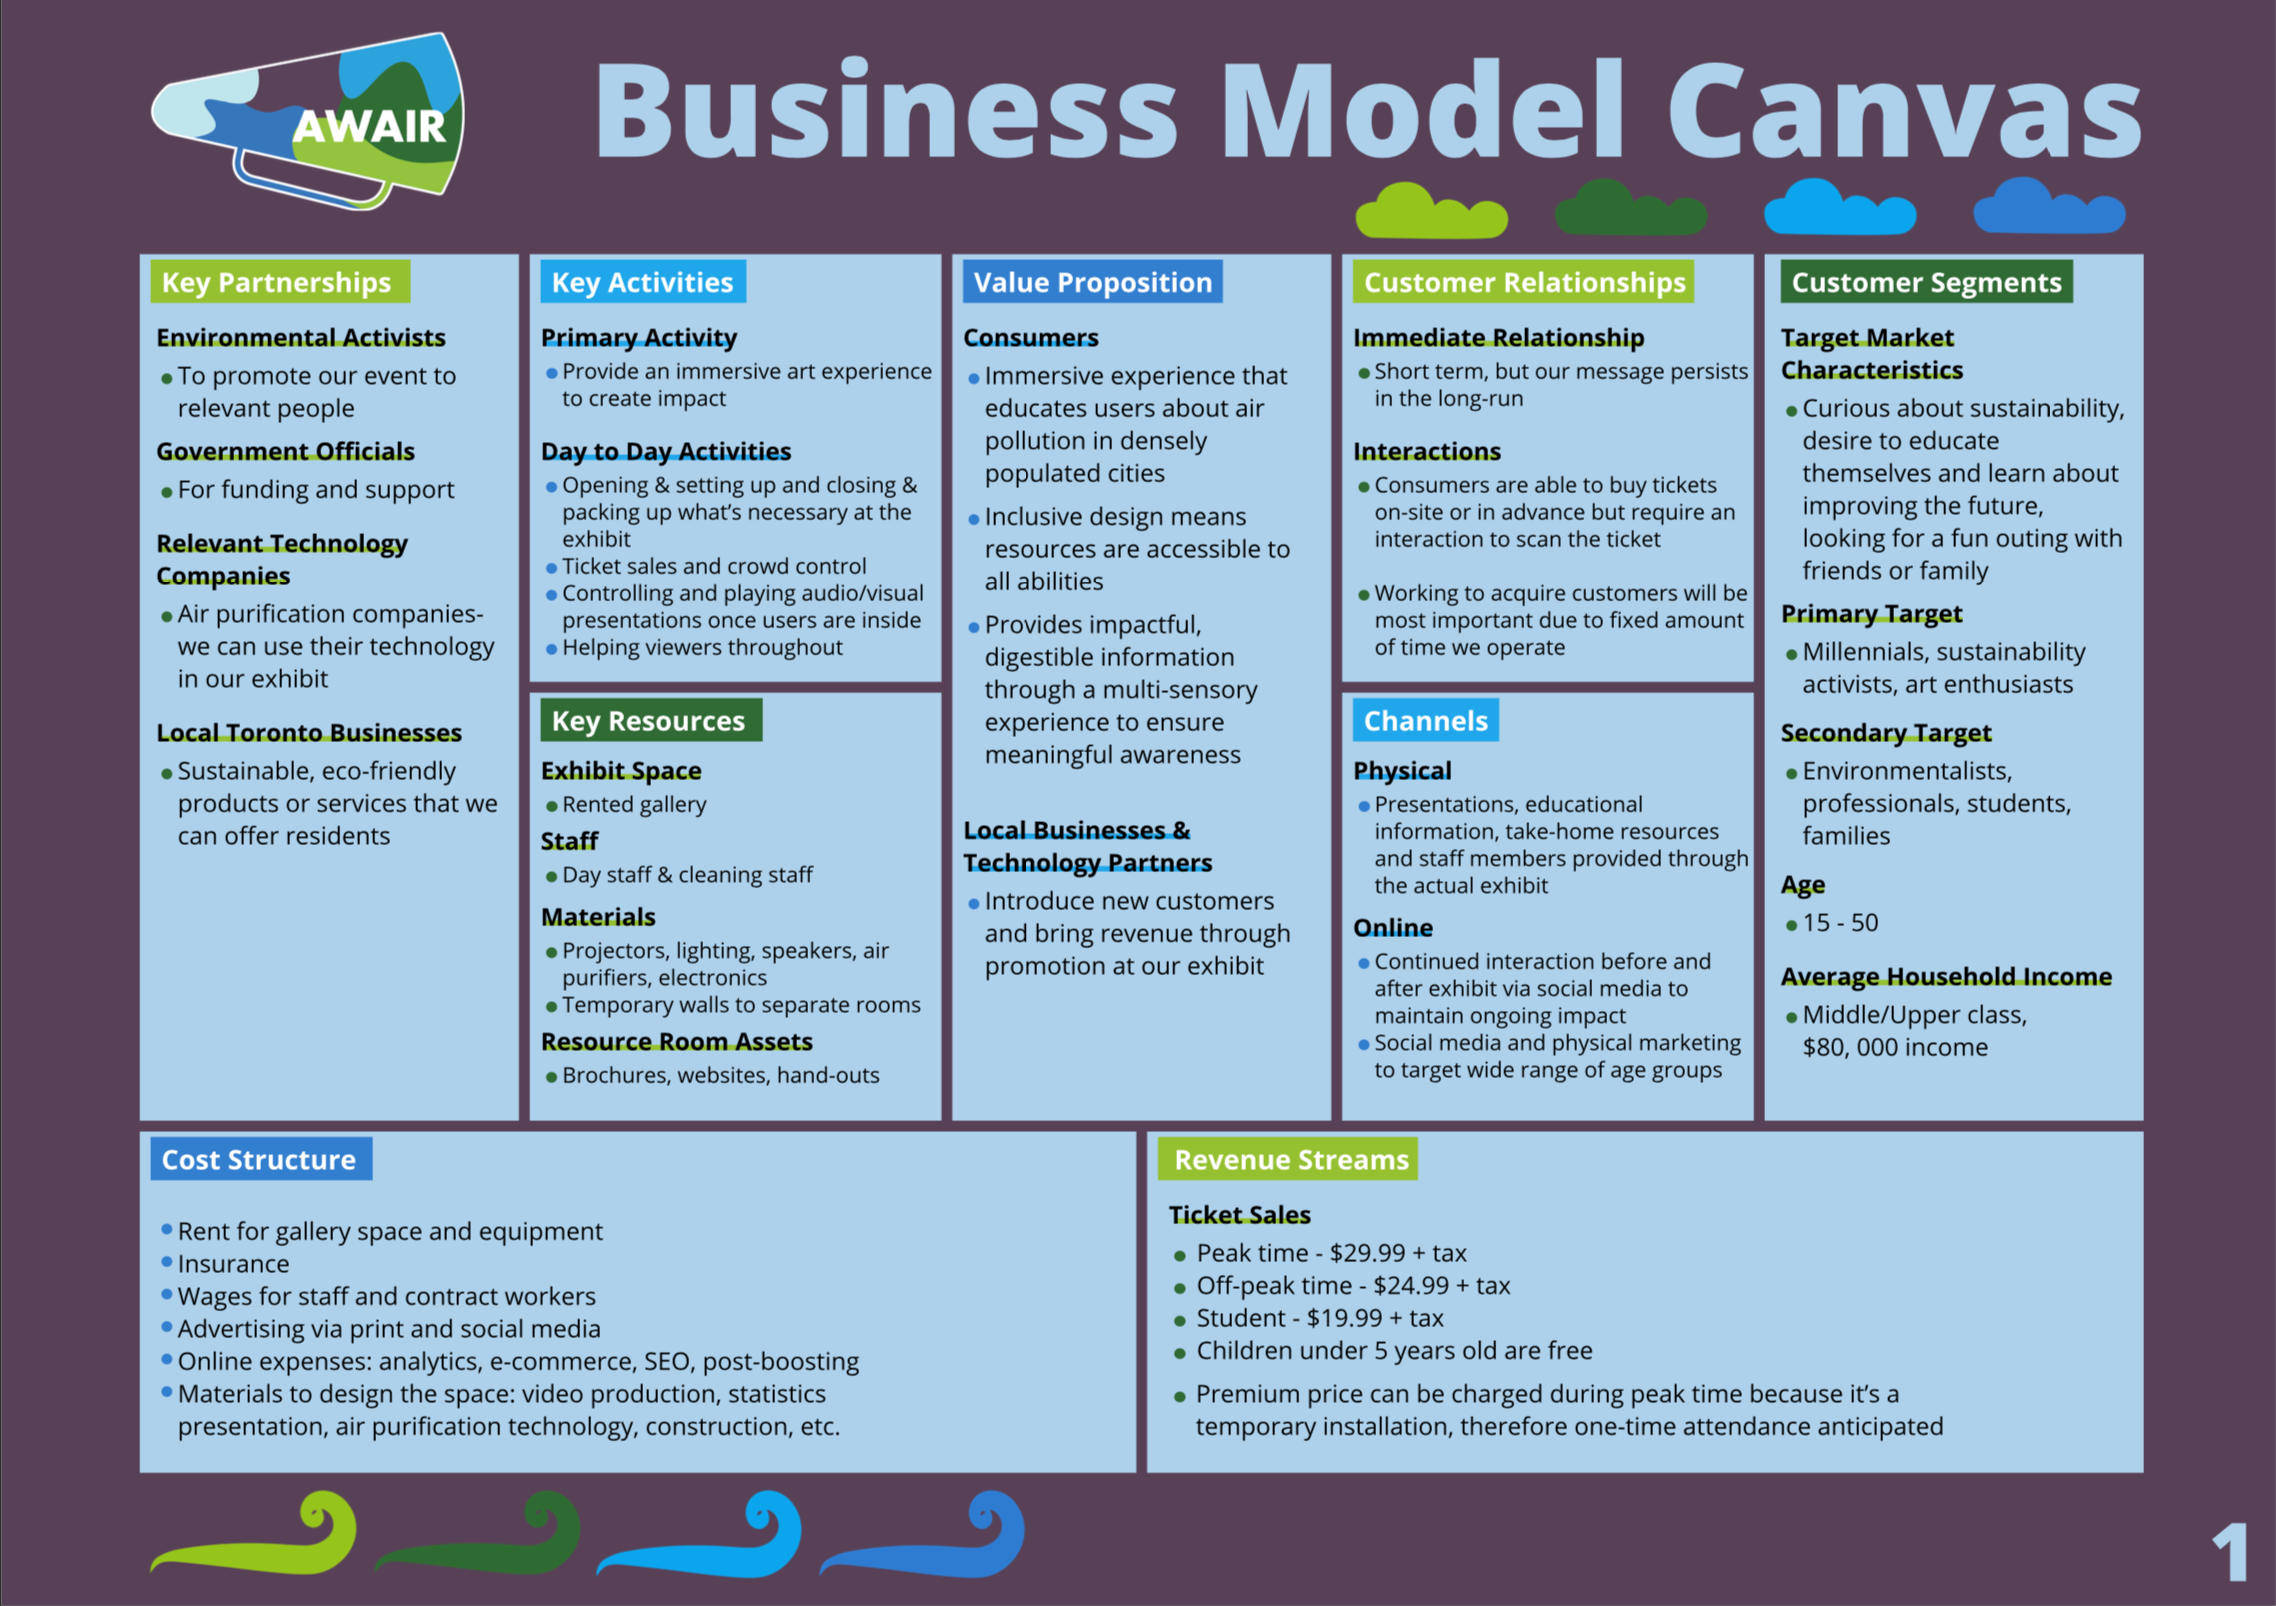 AWAIR
Business Model Canvas
Key Partnerships
Environmental Activists
To promote our event to
relevant people
Government Officials
For funding and support
Relevant Technology
Companies
Air purification companies-
we can use their technology
in our exhibit
Local Toronto Businesses
Sustainable, eco-friendly
products or services that we
can offer residents
Key Activities
Primary Activity
Provide an immersive art experience
to create impact
Day to Day Activities
Opening & setting up and closing &
packing up what's necessary at the
exhibit
Ticket sales and crowd control
Controlling and playing audio/visual
presentations once users are inside
Helping viewers throughout
Key Resources
Exhibit Space
Rented gallery
Staff
Day staff & cleaning staff
Materials
Projectors, lighting, speakers, air
purifiers, electronics
Temporary walls to separate rooms
Resource Room Assets
Brochures, websites, hand-outs
Value Proposition
Consumers
Immersive experience that
educates users about air
pollution in densely
populated cities
Inclusive design means
resources are accessible to
all abilities
Provides impactful,
digestible information
through a multi-sensory
experience to ensure
meaningful awareness
Local Businesses &
Technology Partners
Introduce new customers
and bring revenue through
promotion at our exhibit
Customer Relationships
Immediate Relationship
Short term, but our message persists
in the long-run
Interactions
Consumers are able to buy tickets
on-site or in advance but require an
interaction to scan the ticket
Working to acquire customers will be
most important due to fixed amount
of time we operate
Channels
Physical
Presentations, educational
information, take-home resources
and staff members provided through
the actual exhibit
Online
Continued interaction before and
after exhibit via social media to
maintain ongoing impact
Social media and physical marketing
to target wide range of age groups
Customer Segments
Target Market
Characteristics
Curious about sustainability,
desire to educate
themselves and learn about
improving the future,
looking for a fun outing with
friends or family
Primary Target
Millennials, sustainability
activists, art enthusiasts
Secondary Target
Environmentalists,
professionals, students,
families
Age
15 - 50
Average Household Income
Middle/Upper class,
$80, 000 income
Cost Structure
Rent for gallery space and equipment
Insurance
Wages for staff and contract workers
Advertising via print and social media
Online expenses: analytics, e-commerce, SEO, post-boosting
Materials to design the space: video production, statistics
presentation, air purification technology, construction, etc.
Revenue Streams
Ticket Sales
Peak time - $29.99 + tax
Off-peak time - $24.99 + tax
Student - $19.99 + tax
Children under 5 years old are free
Premium price can be charged during peak time because it's a
temporary installation, therefore one-time attendance anticipated
1